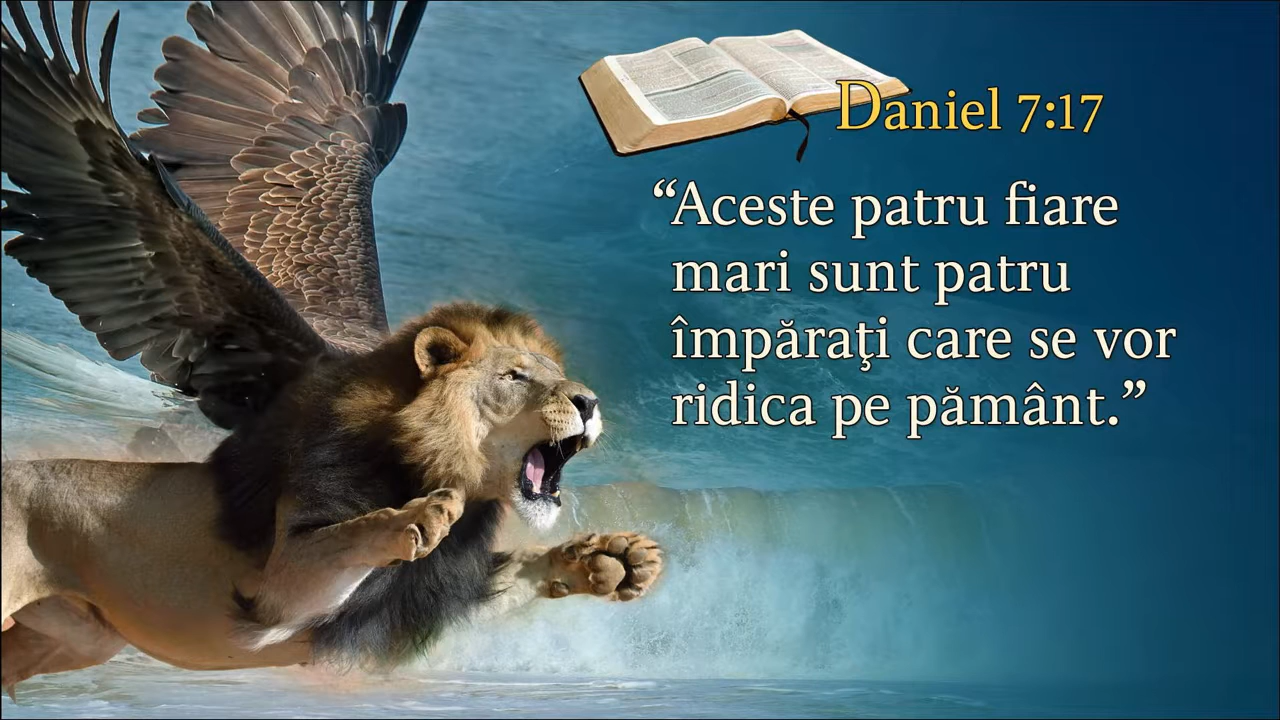 Daniel 7:17
“Aceste patru fiare
mari sunt patru
împăraţi care se vor
ridica pe pământ.”